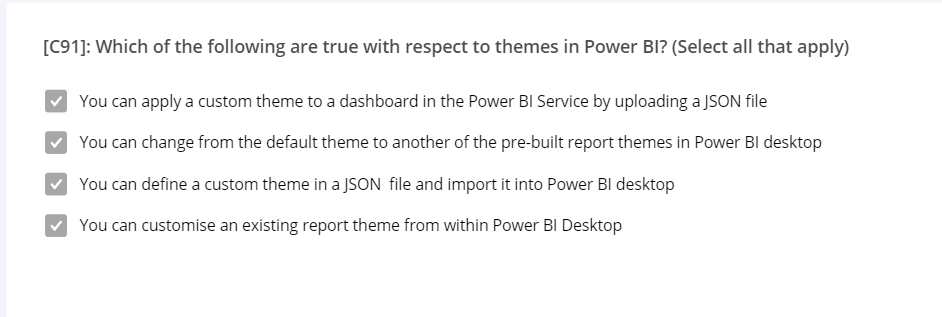 [C91]: Which of the following are true with respect to themes in Power BI? (Select all that apply)
You can apply a custom theme to a dashboard in the Power BI Service by uploading a JSON file
You can change from the default theme to another of the pre-built report themes in Power BI desktop
You can define a custom theme in a JSON  file and import it into Power BI desktop
You can customise an existing report theme from within Power BI Desktop